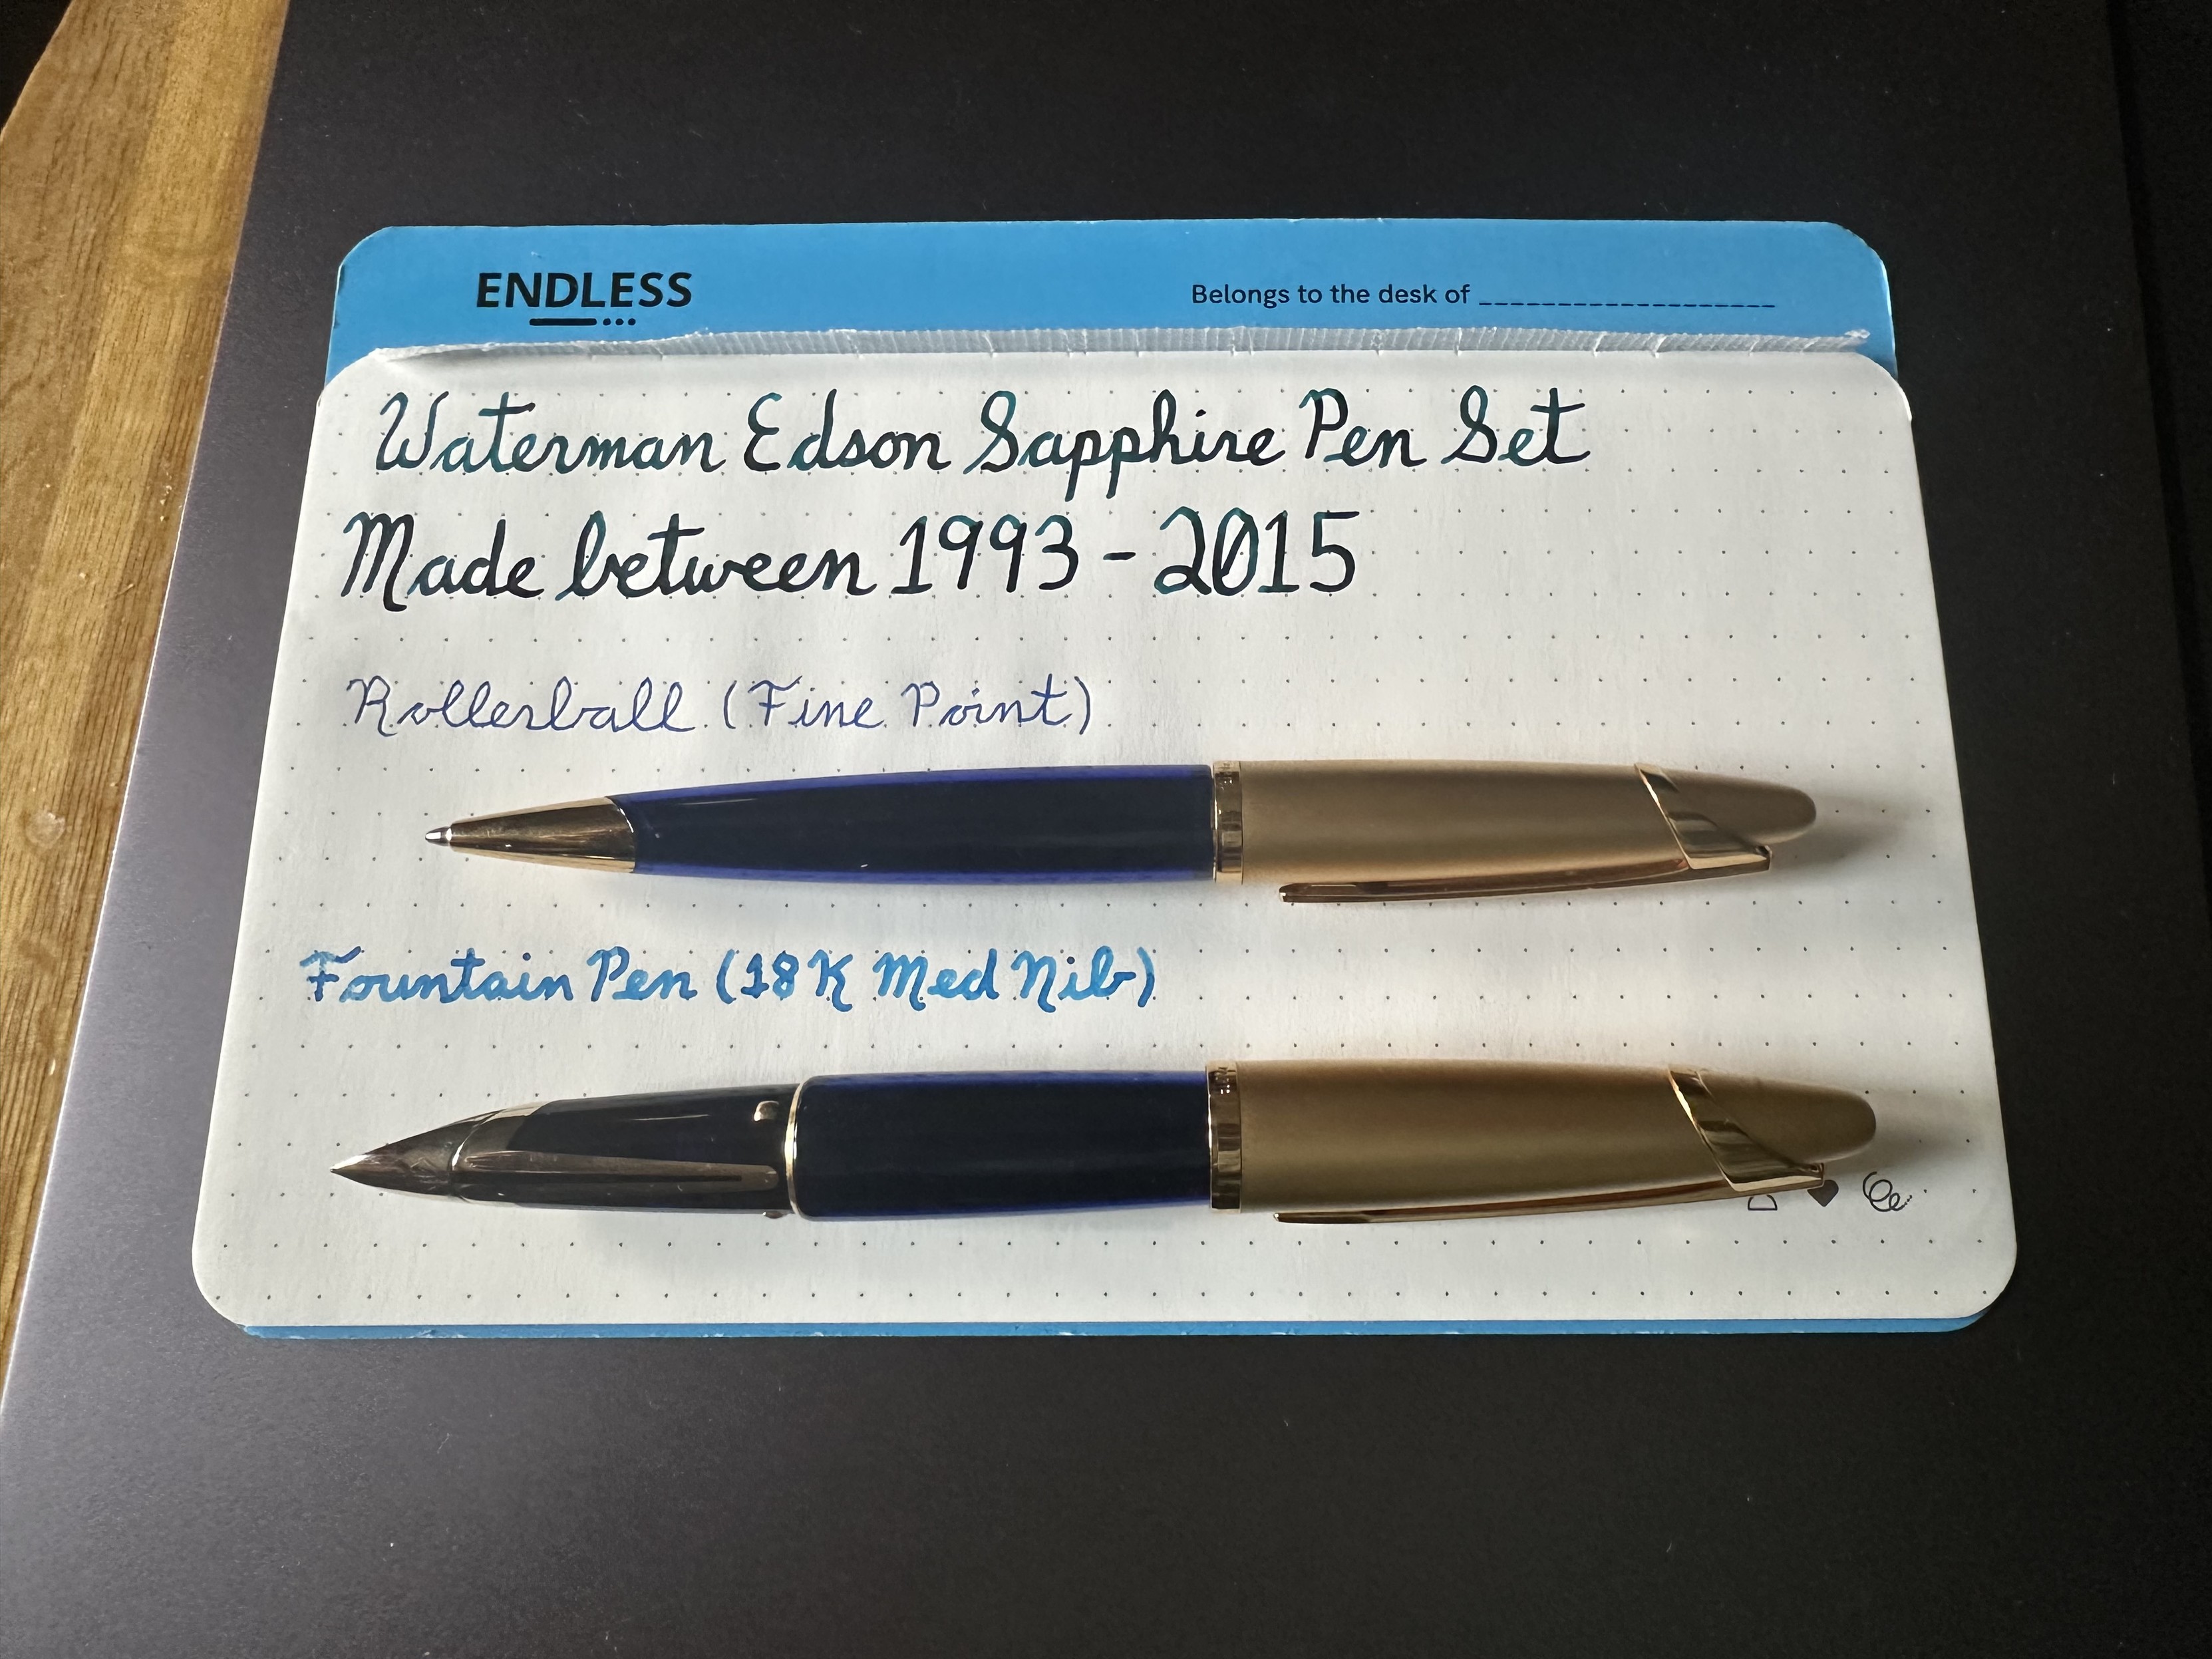 ENDLESS
Belongs to the desk of ___________________
Waterman Edson Sapphire Pen Set
Made between 1993 - 2015
Rollerball (Fine Point)
Fountain Pen (18K Med Nib)